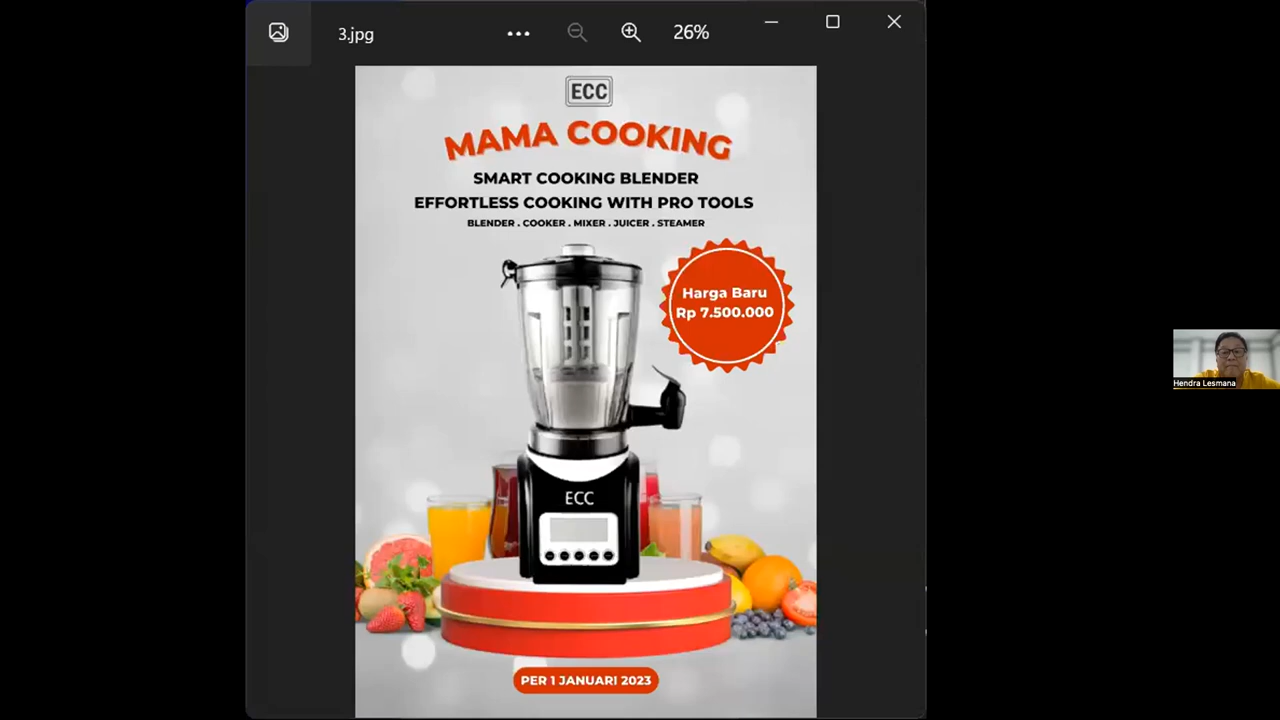 3.jpg
26%
ECC
MAMA COOKING
SMART COOKING BLENDER
EFFORTLESS COOKING WITH PRO TOOLS
BLENDER . COOKER . MIXER . JUICER . STEAMER
Harga Baru
Rp 7.500.000
Hendra Lesmana
ECC
PER 1 JANUARI 2023